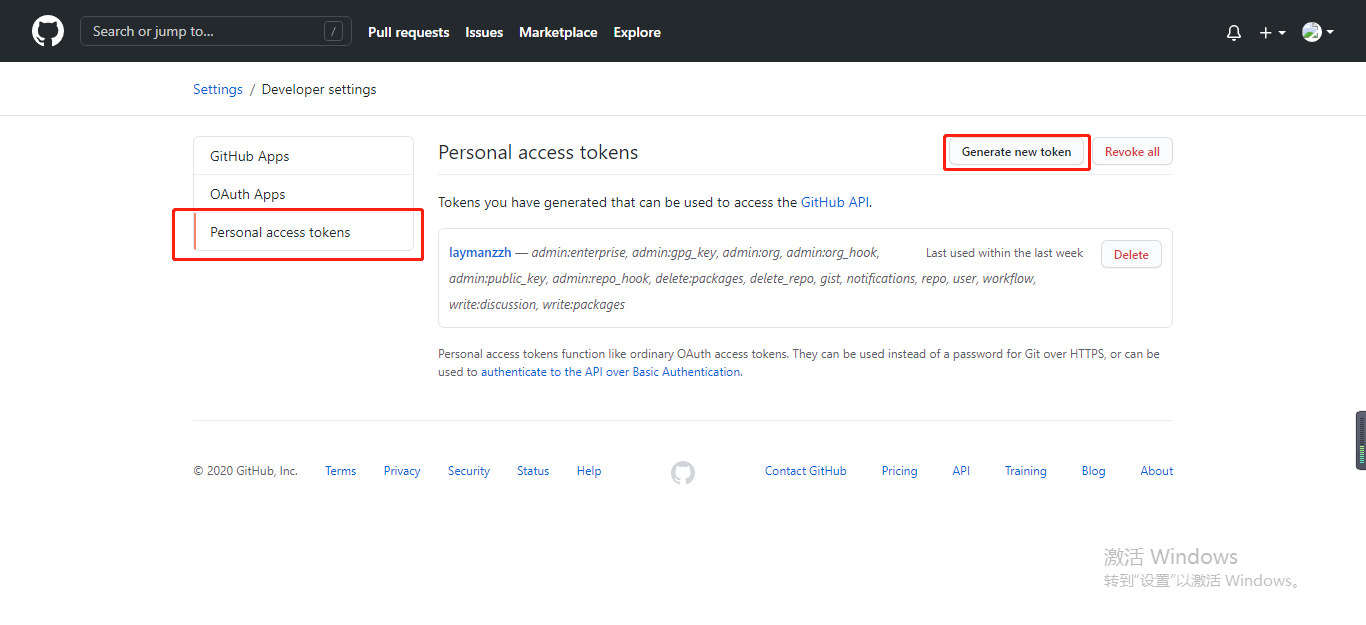 Search or jump to... / Pull requests Issues Marketplace Explore
Settings / Developer settings
GitHub Apps
OAuth Apps
Personal access tokens
Personal access tokens Generate new token Revoke all
Tokens you have generated that can be used to access the GitHub API.
laymanzzh — admin:enterprise, admin:gpg_key, admin:org, admin:org_hook, Last used within the last week Delete
admin:public_key, admin:repo_hook, delete:packages, delete_repo, gist, notifications, repo, user, workflow,
write:discussion, write:packages
Personal access tokens function like ordinary OAuth access tokens. They can be used instead of a password for Git over HTTPS, or can be
used to authenticate to the API over Basic Authentication.
© 2020 GitHub, Inc. Terms Privacy Security Status Help Contact GitHub Pricing API Training Blog About
激活 Windows
转到"设置"以激活 Windows。